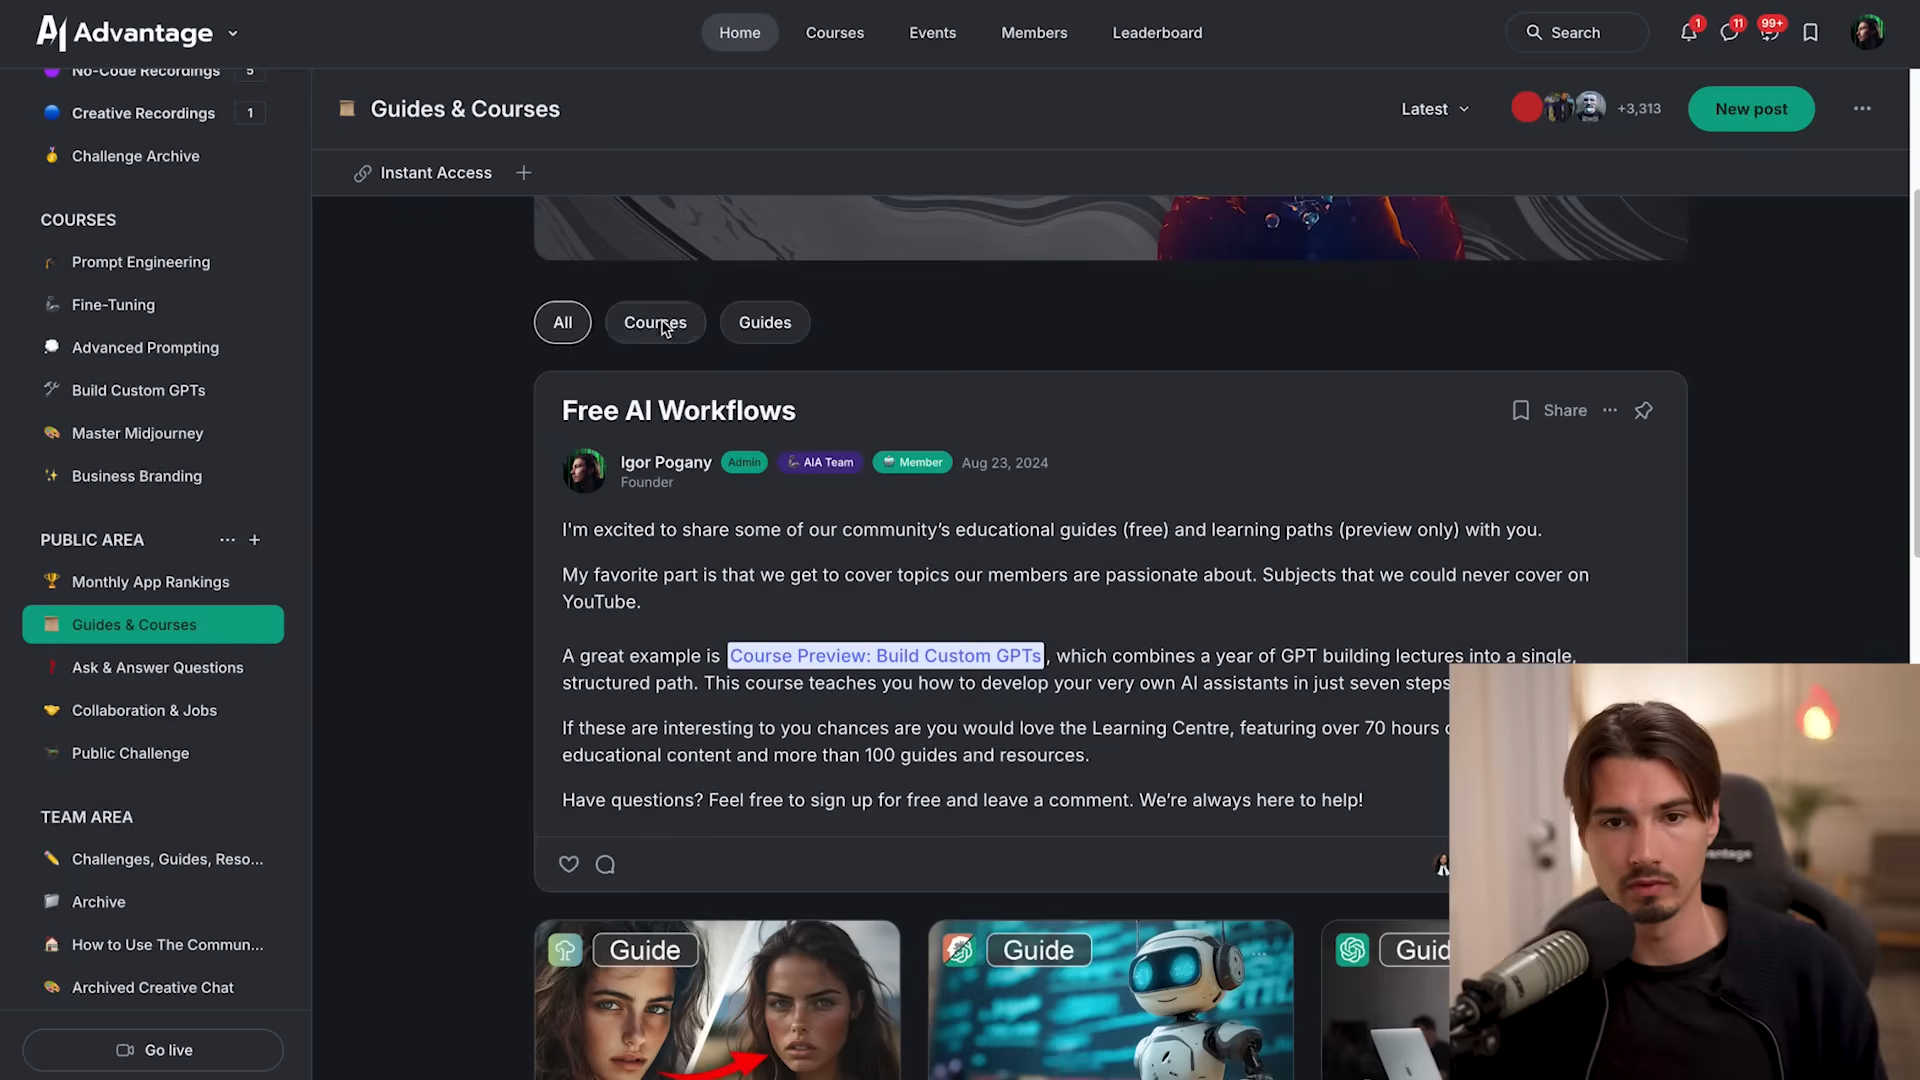 AI Advantage
Home
Courses
Events
Members
Leaderboard
Search
1
11
99+
No-Code Recordings
5
Creative Recordings
1
Challenge Archive
COURSES
Prompt Engineering
Fine-Tuning
Advanced Prompting
Build Custom GPTs
Master Midjourney
Business Branding
PUBLIC AREA
Monthly App Rankings
Guides & Courses
Ask & Answer Questions
Collaboration & Jobs
Public Challenge
TEAM AREA
Challenges, Guides, Reso...
Archive
How to Use The Commun...
Archived Creative Chat
Go live
Guides & Courses
Latest
+3,313
New post
Instant Access
All
Courses
Guides
Free AI Workflows
Share
Igor Pogany
Admin
AIA Team
Member
Aug 23, 2024
Founder
I'm excited to share some of our community's educational guides (free) and learning paths (preview only) with you.
My favorite part is that we get to cover topics our members are passionate about. Subjects that we could never cover on
YouTube.
A great example is Course Preview: Build Custom GPTs, which combines a year of GPT building lectures into a single,
structured path. This course teaches you how to develop your very own AI assistants in just seven steps
If these are interesting to you chances are you would love the Learning Centre, featuring over 70 hours
educational content and more than 100 guides and resources.
Have questions? Feel free to sign up for free and leave a comment. We're always here to help!
Guide
Guide
Guid
vantage